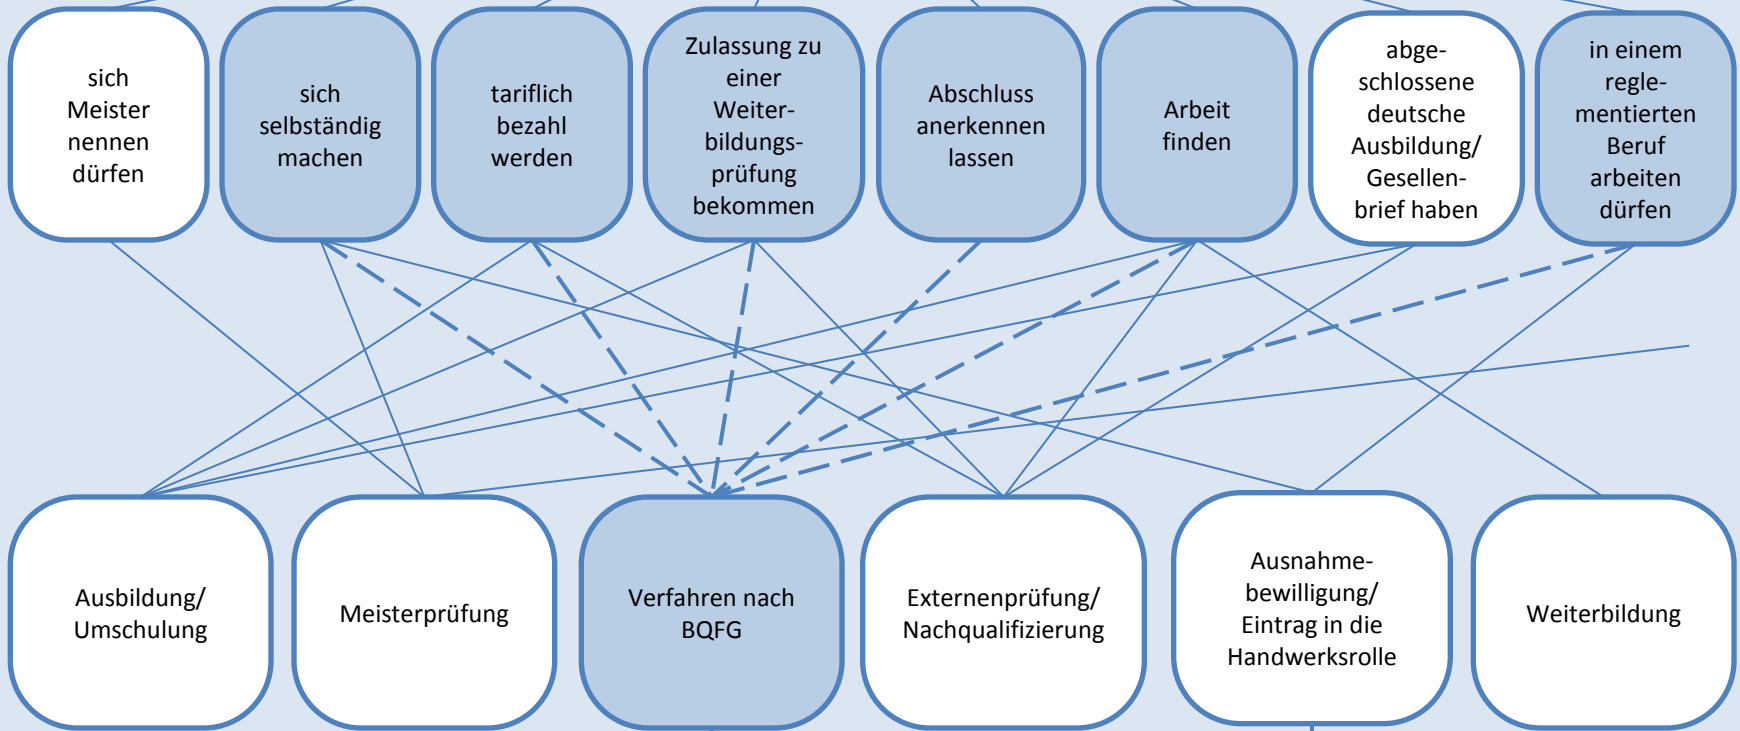 sich
Meister
nennen
dürfen
sich
selbständig
machen
tariflich
bezahl
werden
Zulassung zu
einer
Weiter-
bildungs-
prüfung
bekommen
Abschluss
anerkennen
lassen
Arbeit
finden
abge-
schlossene
deutsche
Ausbildung/
Gesellen-
brief haben
in einem
regle-
mentierten
Beruf
arbeiten
dürfen
Ausbildung/
Umschulung
Meisterprüfung
Verfahren nach
BQFG
Externenprüfung/
Nachqualifizierung
Ausnahme-
bewilligung/
Eintrag in die
Handwerksrolle
Weiterbildung